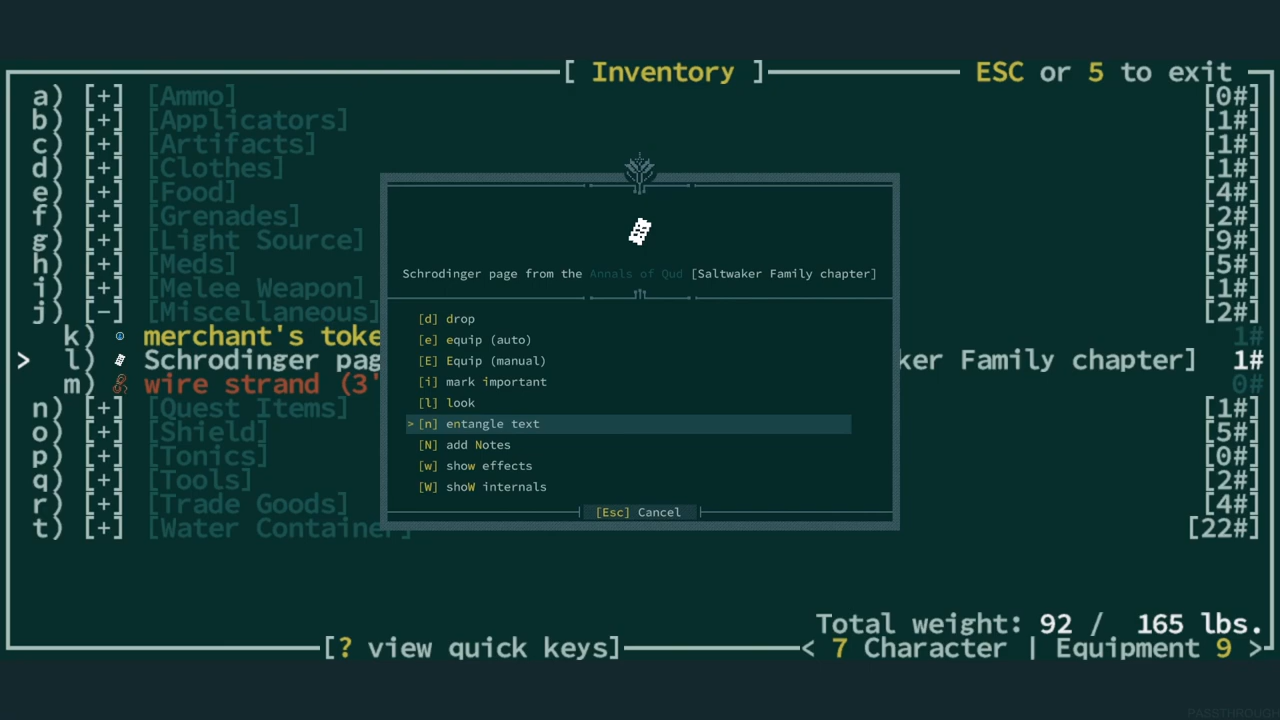 [ Inventory ] ESC or 5 to exit
a) [+] [Ammo] [0#]
b) [+] [Applicators] [1#]
c) [+] [Artifacts] [1#]
d) [+] [Clothes] [1#]
e) [+] [Food] [4#]
f) [+] [Grenades] [2#]
g) [+] [Light Source] [9#]
h) [+] [Meds] [5#]
i) [+] [Melee Weapon] [1#]
j) [-] [Miscellaneous] [2#]
k) merchant's toke 1#
> l) Schrodinger pag ker Family chapter] 1#
m) wire strand (3' 0#
n) [+] [Quest Items] [1#]
o) [+] [Shield] [5#]
p) [+] [Tonics] [0#]
q) [+] [Tools] [2#]
r) [+] [Trade Goods] [4#]
t) [+] [Water Container] [22#]
Schrodinger page from the Annals of Qud [Saltwaker Family chapter]
[d] drop
[e] equip (auto)
[E] Equip (manual)
[i] mark important
[l] look
> [n] entangle text
[N] add Notes
[w] show effects
[W] shoW internals
[Esc] Cancel
Total weight: 92 / 165 lbs.
[? view quick keys] < 7 Character | Equipment 9 >
PASSTHROUGH